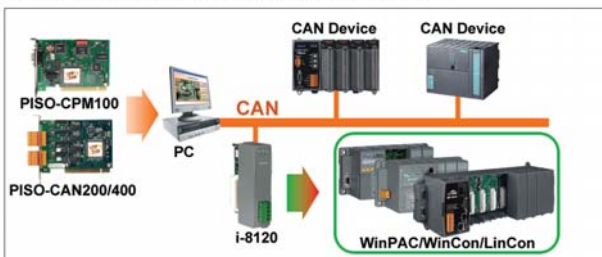 CAN Device
CAN Device
PISO-CPM100
CAN
PC
PISO-CAN200/400
i-8120
WinPAC/WinCon/LinCon